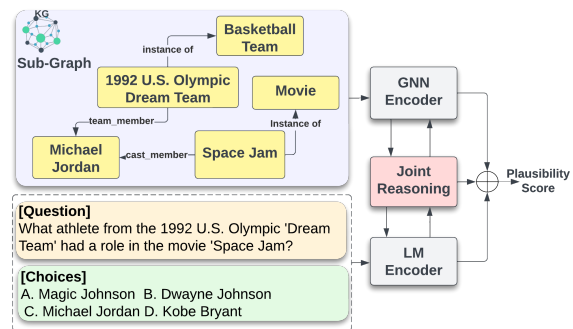 KG
Sub-Graph
Basketball
Team
instance of
1992 U.S. Olympic
Dream Team
Movie
team_member
Instance of
Michael
Jordan
cast_member
Space Jam
GNN
Encoder
Joint
Reasoning
Plausibility
Score
LM
Encoder
[Question]
What athlete from the 1992 U.S. Olympic 'Dream
Team' had a role in the movie 'Space Jam?
[Choices]
A. Magic Johnson B. Dwayne Johnson
C. Michael Jordan D. Kobe Bryant